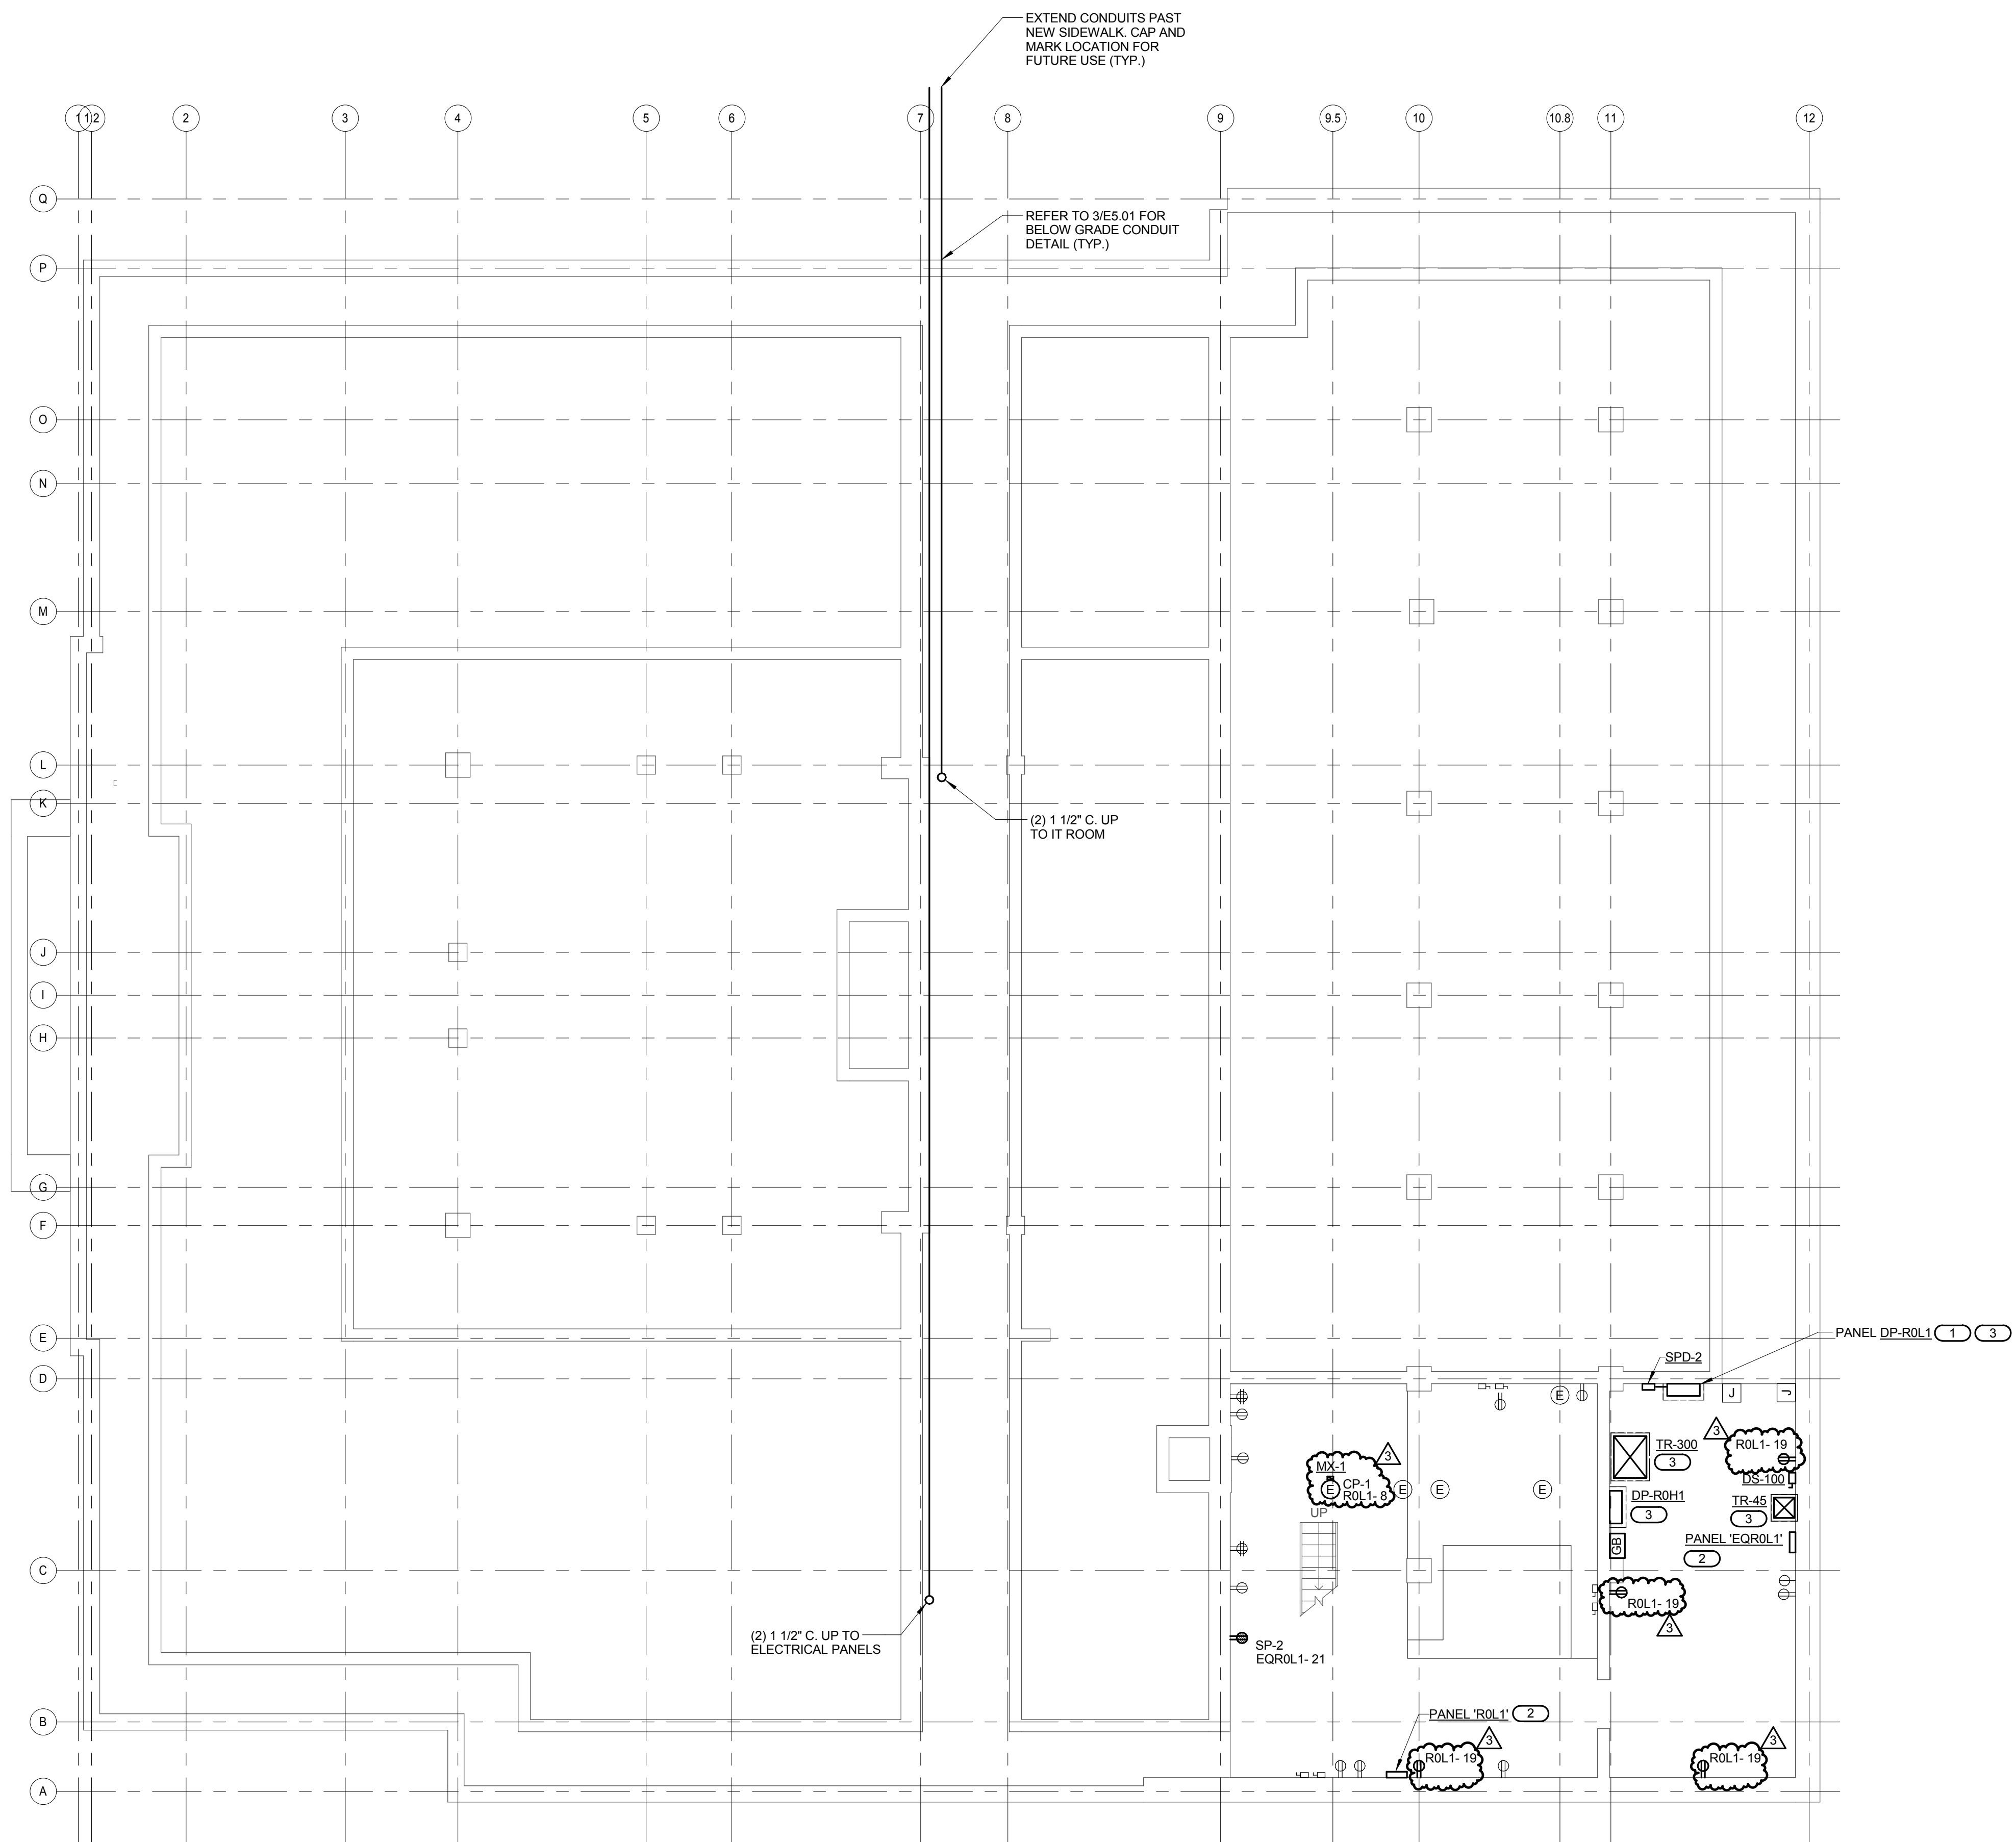 EXTEND CONDUITS PAST
NEW SIDEWALK. CAP AND
MARK LOCATION FOR
FUTURE USE (TYP.)
1
1.2
2
3
4
5
6
7
8
9
9.5
10
10.8
11
12
Q
REFER TO 3/E5.01 FOR
BELOW GRADE CONDUIT
DETAIL (TYP.)
P
O
N
M
L
K
(2) 1 1/2" C. UP
TO IT ROOM
J
I
H
G
F
E
PANEL DP-R0L1 1 3
SPD-2
D
E
J
J
3
R0L1- 19
TR-300
3
DS-100
MX-1
3
E
CP-1
R0L1- 8
E
E
E
UP
DP-R0H1
3
TR-45
3
GB
PANEL 'EQR0L1'
2
C
R0L1- 19
3
(2) 1 1/2" C. UP TO
ELECTRICAL PANELS
SP-2
EQR0L1- 21
B
PANEL 'R0L1' 2
R0L1- 19
3
R0L1- 19
3
A